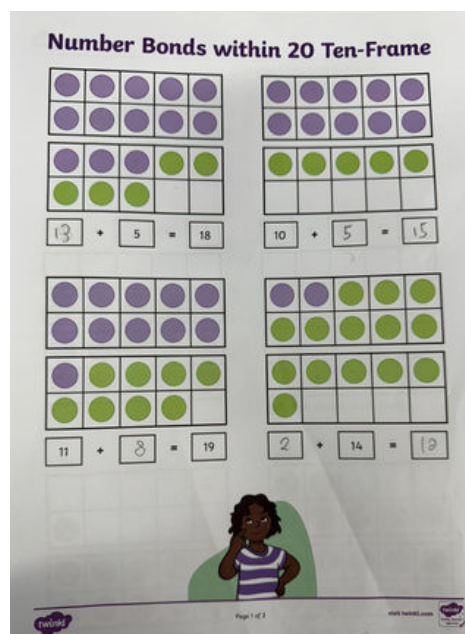 Number Bonds within 20 Ten-Frame
13 + 5 = 18
10 + 5 = 15
11 + 8 = 19
2 + 14 = 12
twinkl
Page 1 of 2
visit twinkl.com
twinkl